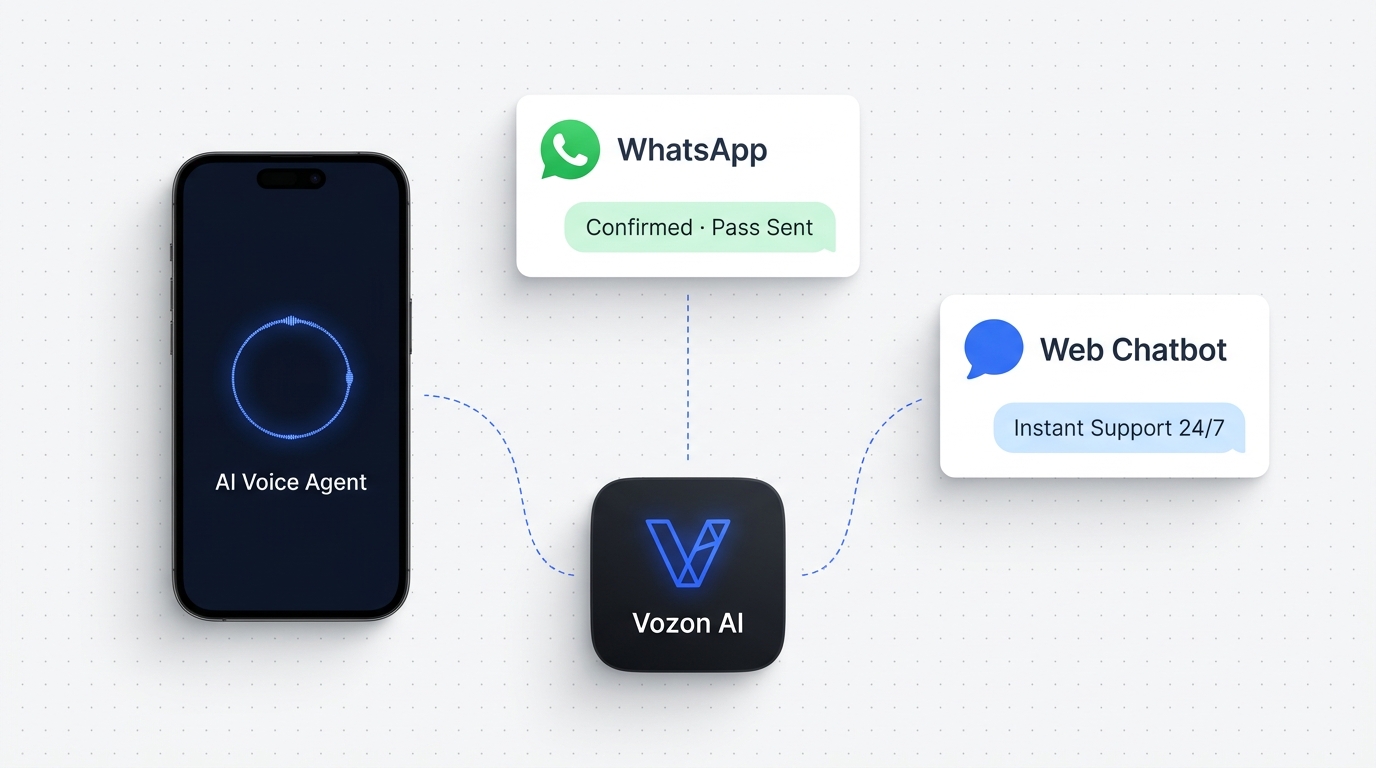 WhatsApp
Confirmed · Pass Sent
Web Chatbot
Instant Support 24/7
AI Voice Agent
Vozon AI